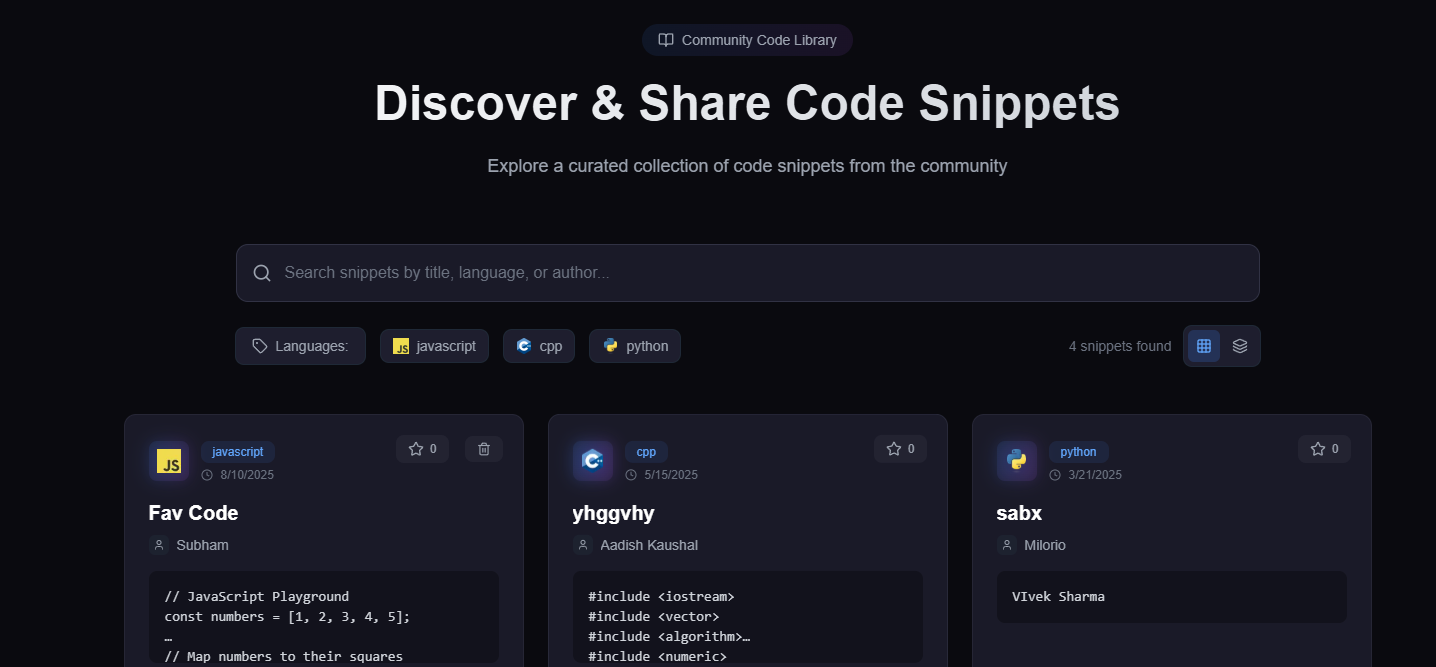 Community Code Library
Discover & Share Code Snippets
Explore a curated collection of code snippets from the community
Search snippets by title, language, or author...
Languages:
JS javascript
C++ cpp
python
4 snippets found
JS
javascript
8/10/2025
0
Fav Code
Subham
// JavaScript Playground
const numbers = [1, 2, 3, 4, 5];
…
// Map numbers to their squares
C++
cpp
5/15/2025
0
yhggvhy
Aadish Kaushal
#include <iostream>
#include <vector>
#include <algorithm>…
#include <numeric>
python
3/21/2025
0
sabx
Milorio
VIvek Sharma